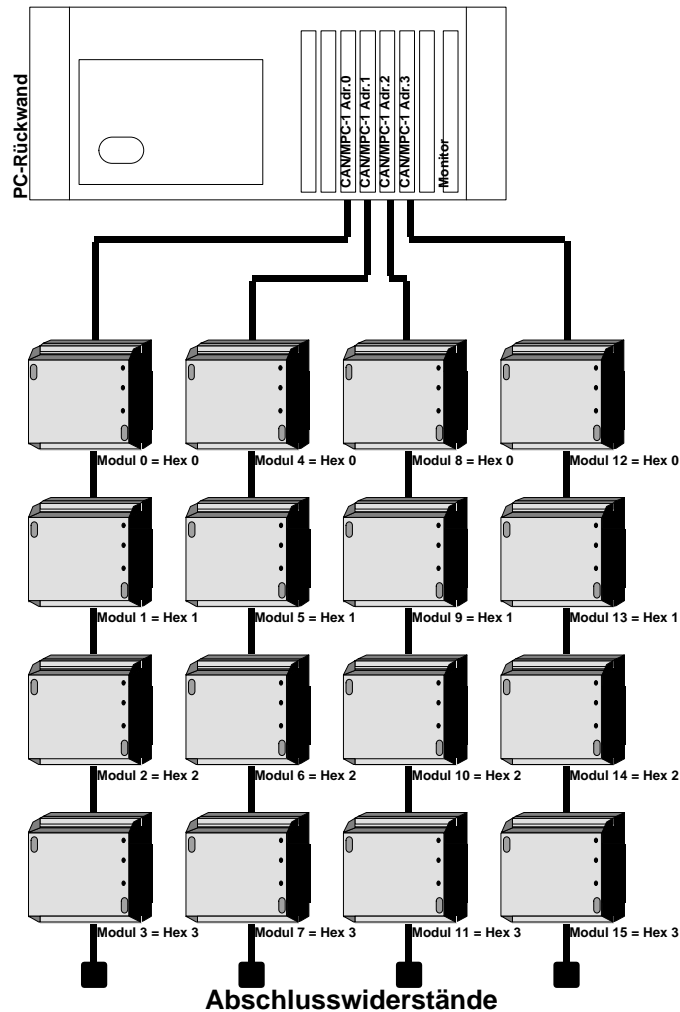 PC-Rückwand
CAN/MPC-1 Adr.0
CAN/MPC-1 Adr.1
CAN/MPC-1 Adr.2
CAN/MPC-1 Adr.3
Monitor
Modul 0 = Hex 0
Modul 4 = Hex 0
Modul 8 = Hex 0
Modul 12 = Hex 0
Modul 1 = Hex 1
Modul 5 = Hex 1
Modul 9 = Hex 1
Modul 13 = Hex 1
Modul 2 = Hex 2
Modul 6 = Hex 2
Modul 10 = Hex 2
Modul 14 = Hex 2
Modul 3 = Hex 3
Modul 7 = Hex 3
Modul 11 = Hex 3
Modul 15 = Hex 3
Abschlusswiderstände